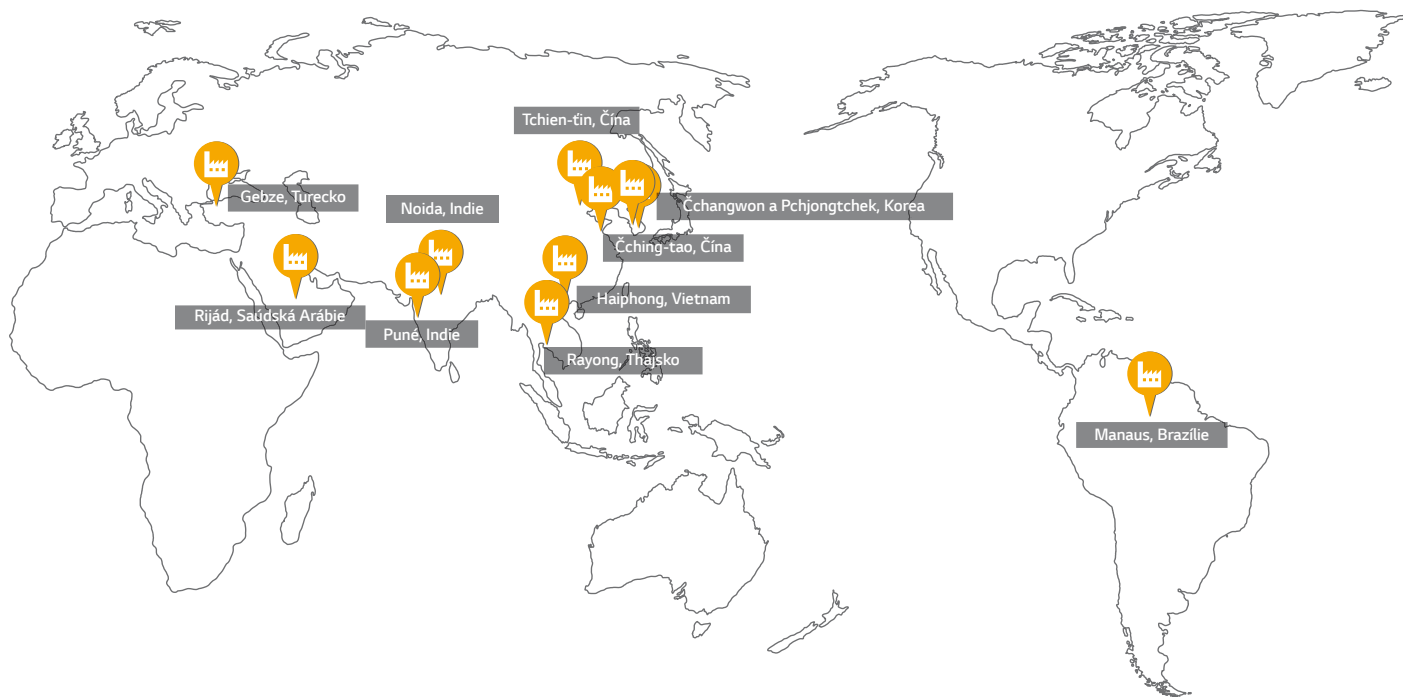 Tchien-ťin, Čína
Gebze, Turecko
Noida, Indie
Čchangwon a Pchjongtchek, Korea
Čching-tao, Čína
Haiphong, Vietnam
Rijád, Saúdská Arábie
Puné, Indie
Rayong, Thajsko
Manaus, Brazílie